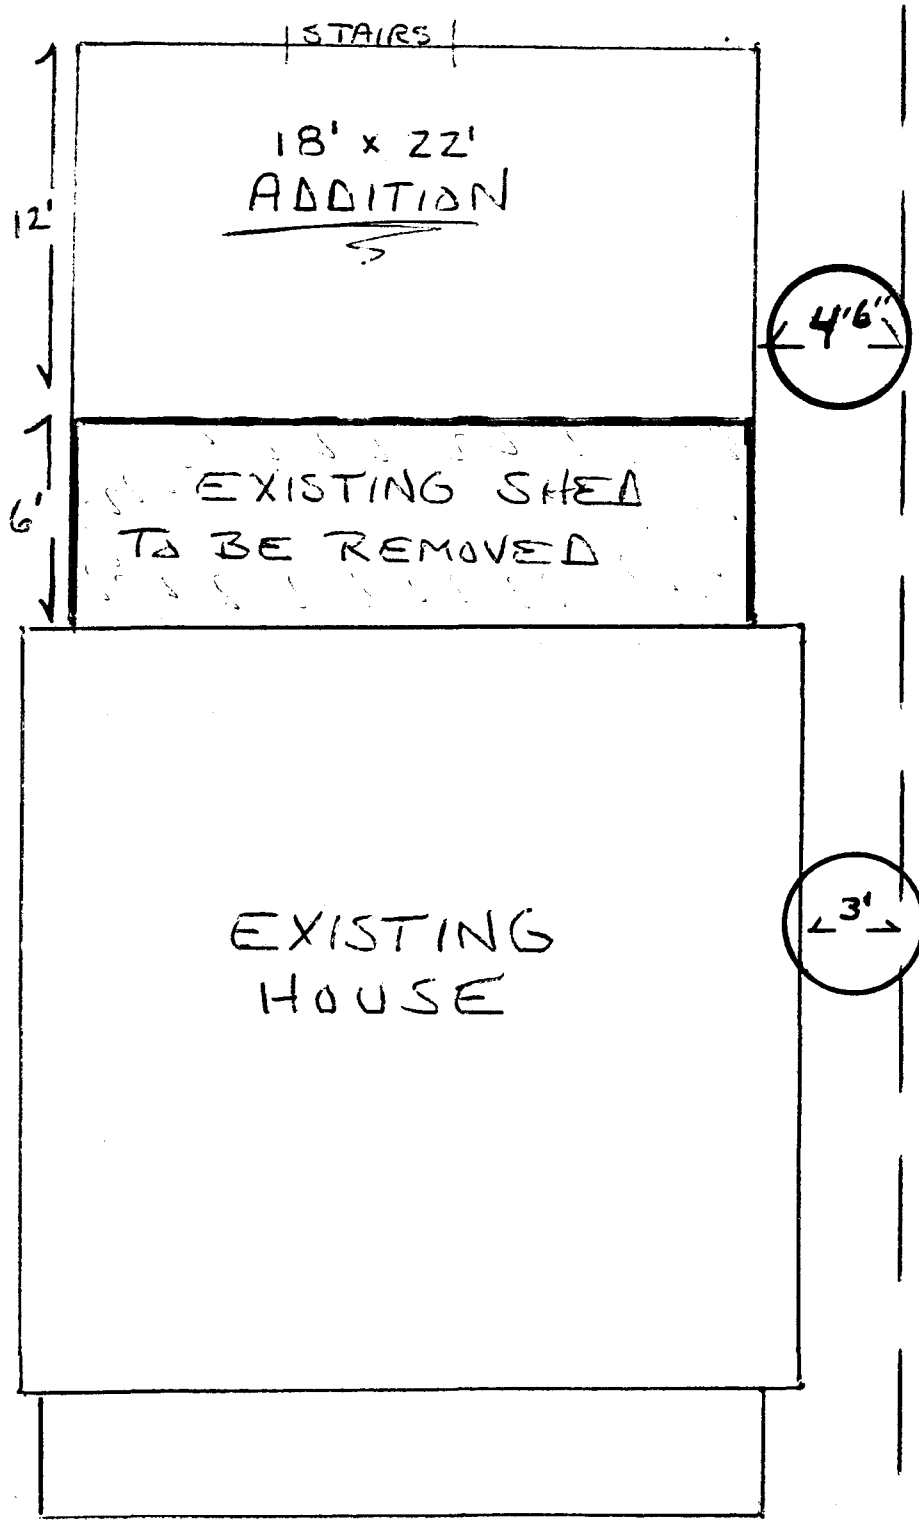 STAIRS
18' x 22'
ADDITION
12'
4'6"
6'
EXISTING SHED
TO BE REMOVED
3'
EXISTING
HOUSE